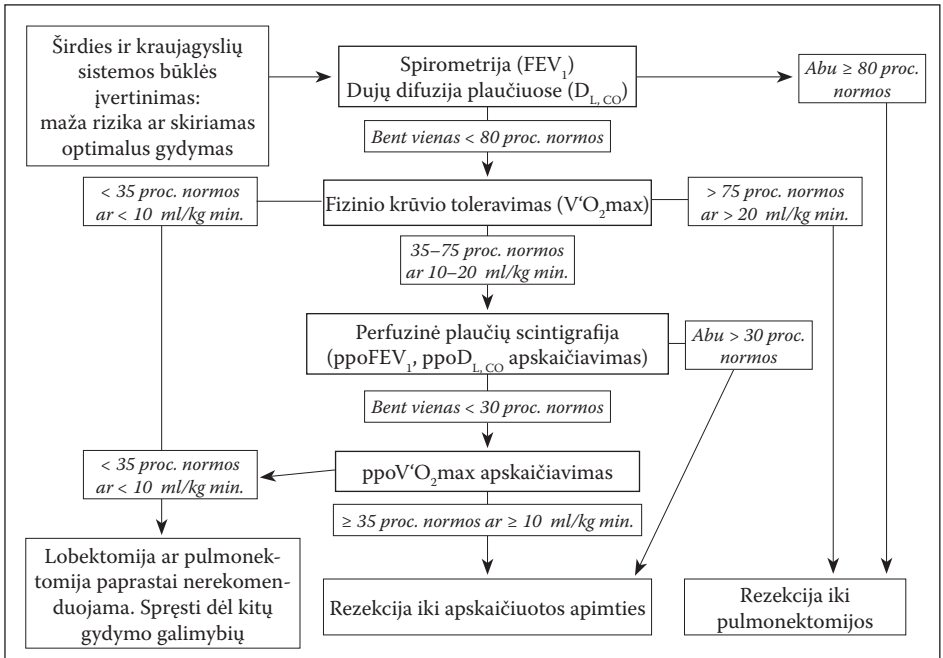 Širdies ir kraujagyslių
sistemos būklės
įvertinimas:
maža rizika ar skiriamas
optimalus gydymas
Spirometrija (FEV₁)
Dujų difuzija plaučiuose (D_L, CO)
Abu ≥ 80 proc.
normos
Bent vienas < 80 proc. normos
< 35 proc. normos
ar < 10 ml/kg min.
Fizinio krūvio toleravimas (V‘O₂max)
> 75 proc. normos
ar > 20 ml/kg min.
35–75 proc. normos
ar 10–20 ml/kg min.
Perfuzinė plaučių scintigrafija
(ppoFEV₁, ppoD_L, CO apskaičiavimas)
Abu > 30 proc.
normos
Bent vienas < 30 proc. normos
< 35 proc. normos
ar < 10 ml/kg min.
ppoV‘O₂max apskaičiavimas
≥ 35 proc. normos ar ≥ 10 ml/kg min.
Lobektomija ar pulmonek-
tomija paprastai nerekomen-
duojama. Spręsti dėl kitų
gydymo galimybių
Rezekcija iki apskaičiuotos apimties
Rezekcija iki
pulmonektomijos